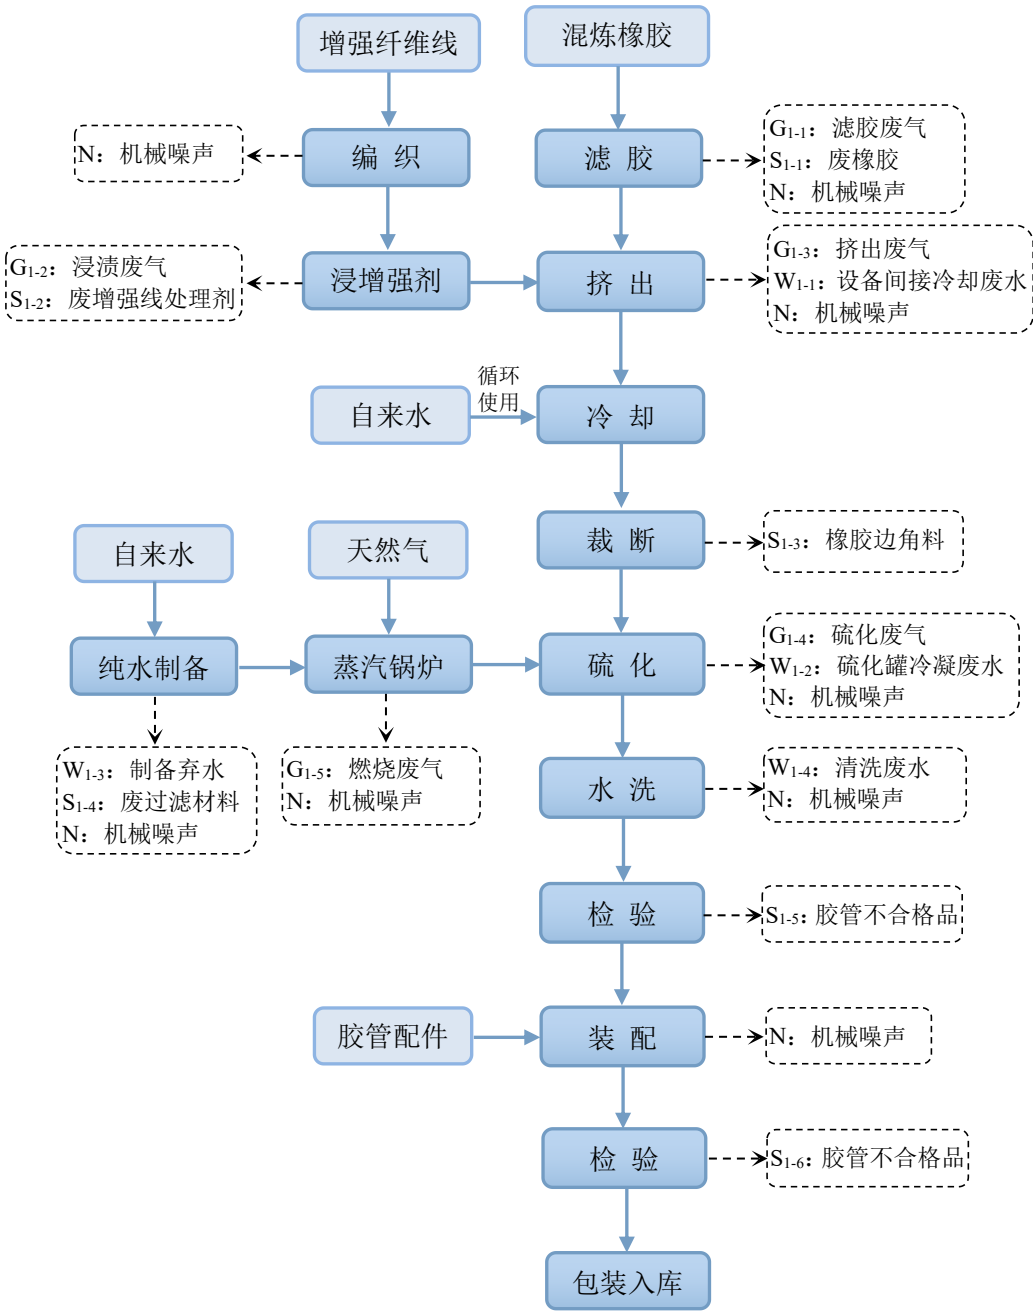 增强纤维线
混炼橡胶
N：机械噪声
编 织
滤 胶
G1-1：滤胶废气
S1-1：废橡胶
N：机械噪声
G1-2：浸渍废气
S1-2：废增强线处理剂
浸增强剂
挤 出
G1-3：挤出废气
W1-1：设备间接冷却废水
N：机械噪声
自来水
循环
使用
冷 却
裁 断
S1-3：橡胶边角料
自来水
天然气
纯水制备
蒸汽锅炉
硫 化
G1-4：硫化废气
W1-2：硫化罐冷凝废水
N：机械噪声
W1-3：制备弃水
S1-4：废过滤材料
N：机械噪声
G1-5：燃烧废气
N：机械噪声
水 洗
W1-4：清洗废水
N：机械噪声
检 验
S1-5：胶管不合格品
胶管配件
装 配
N：机械噪声
检 验
S1-6：胶管不合格品
包装入库